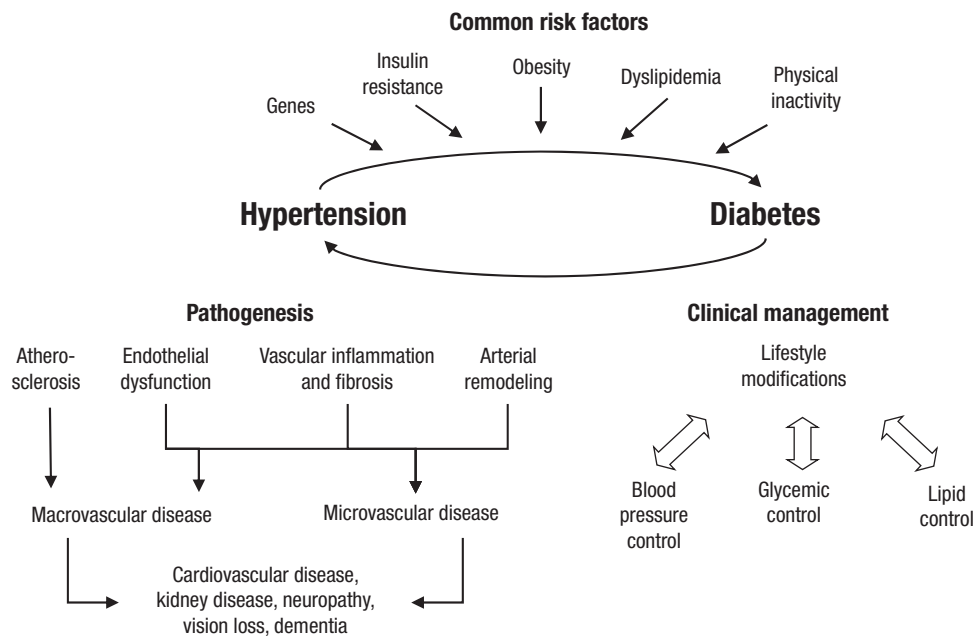 Common risk factors
Genes
Insulin
resistance
Obesity
Dyslipidemia
Physical
inactivity
Hypertension
Diabetes
Pathogenesis
Athero-
sclerosis
Endothelial
dysfunction
Vascular inflammation
and fibrosis
Arterial
remodeling
Macrovascular disease
Microvascular disease
Cardiovascular disease,
kidney disease, neuropathy,
vision loss, dementia
Clinical management
Lifestyle
modifications
Blood
pressure
control
Glycemic
control
Lipid
control